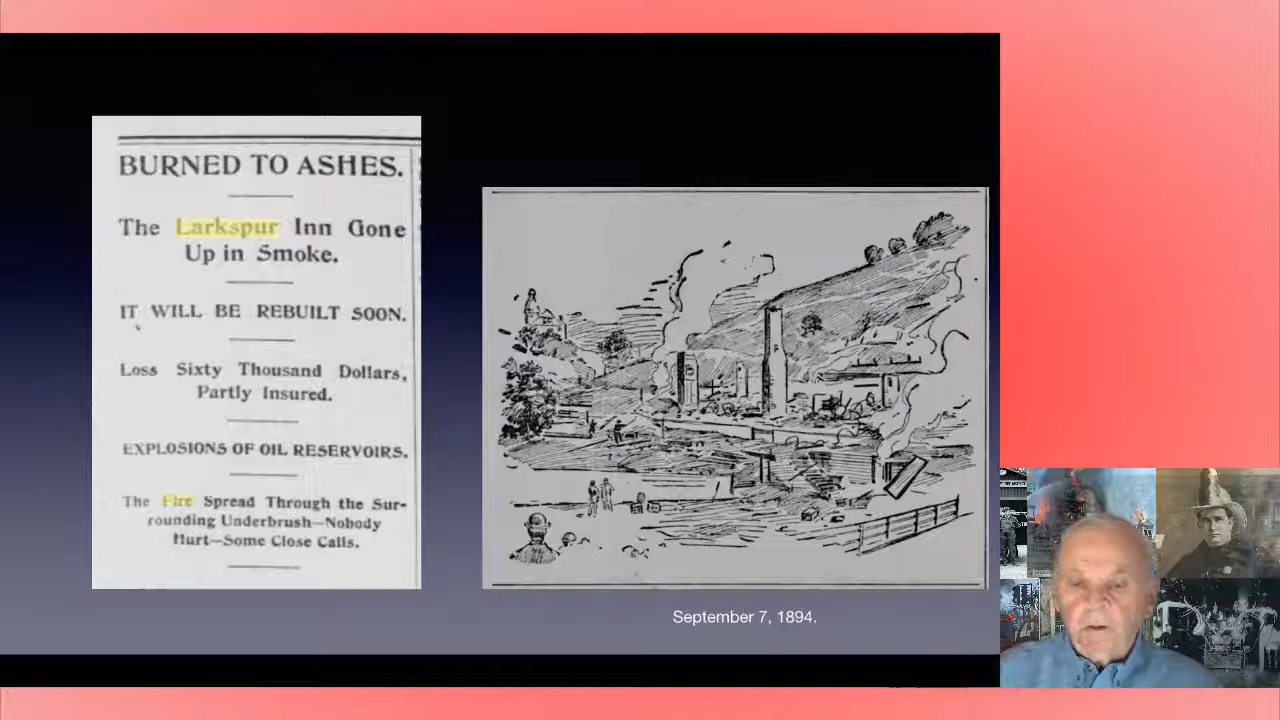 BURNED TO ASHES.
The Larkspur Inn Gone
Up in Smoke.
IT WILL BE REBUILT SOON.
Loss Sixty Thousand Dollars,
Partly Insured.
EXPLOSIONS OF OIL RESERVOIRS.
The Fire Spread Through the Sur-
rounding Underbrush—Nobody
Hurt—Some Close Calls.
September 7, 1894.